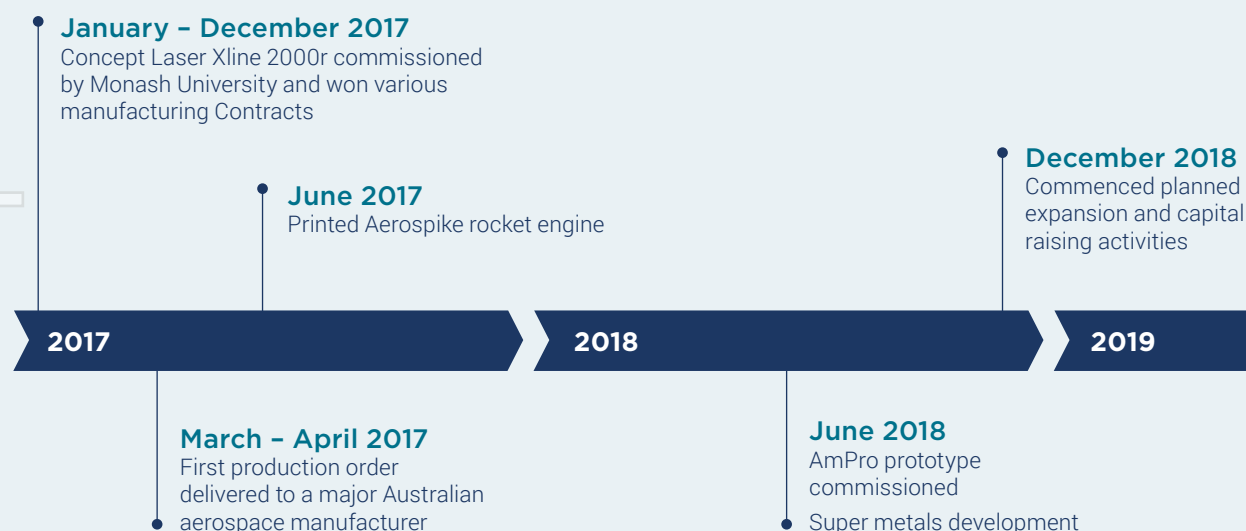 January – December 2017
Concept Laser Xline 2000r commissioned
by Monash University and won various
manufacturing Contracts
June 2017
Printed Aerospike rocket engine
December 2018
Commenced planned
expansion and capital
raising activities
2017
2018
2019
March – April 2017
First production order
delivered to a major Australian
aerospace manufacturer
June 2018
AmPro prototype
commissioned
Super metals development